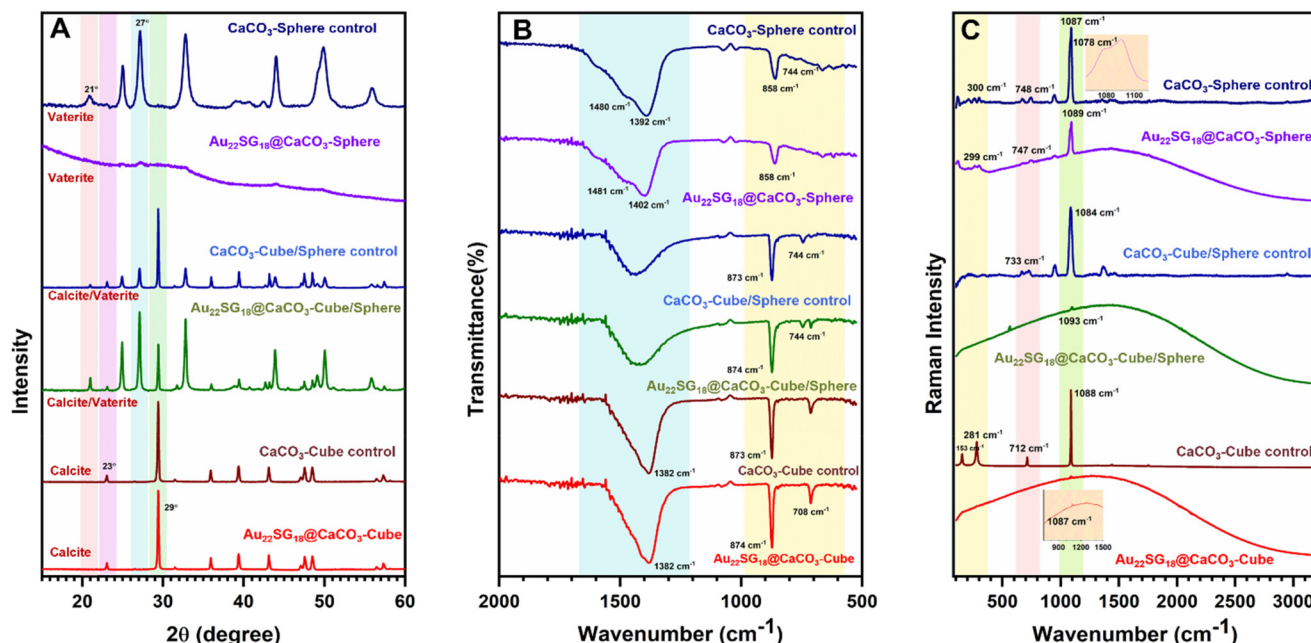 A
CaCO₃-Sphere control
27°
21°
Vaterite
Au₂₂SG₁₈@CaCO₃-Sphere
Vaterite
CaCO₃-Cube/Sphere control
Calcite/Vaterite
Au₂₂SG₁₈@CaCO₃-Cube/Sphere
Calcite/Vaterite
CaCO₃-Cube control
Calcite
23°
29°
Au₂₂SG₁₈@CaCO₃-Cube
Calcite
Intensity
15 20 30 40 50 60
2θ (degree)
B
CaCO₃-Sphere control
744 cm⁻¹
858 cm⁻¹
1480 cm⁻¹
1392 cm⁻¹
1481 cm⁻¹
858 cm⁻¹
1402 cm⁻¹
Au₂₂SG₁₈@CaCO₃-Sphere
873 cm⁻¹
744 cm⁻¹
CaCO₃-Cube/Sphere control
744 cm⁻¹
874 cm⁻¹
Au₂₂SG₁₈@CaCO₃-Cube/Sphere
873 cm⁻¹
1382 cm⁻¹
CaCO₃-Cube control
708 cm⁻¹
874 cm⁻¹
1382 cm⁻¹
Au₂₂SG₁₈@CaCO₃-Cube
Transmittance(%)
2000 1500 1000 500
Wavenumber (cm⁻¹)
C
1087 cm⁻¹
1078 cm⁻¹
1080 1100
300 cm⁻¹
748 cm⁻¹
CaCO₃-Sphere control
1089 cm⁻¹
Au₂₂SG₁₈@CaCO₃-Sphere
299 cm⁻¹
747 cm⁻¹
1084 cm⁻¹
733 cm⁻¹
CaCO₃-Cube/Sphere control
1093 cm⁻¹
Au₂₂SG₁₈@CaCO₃-Cube/Sphere
1088 cm⁻¹
281 cm⁻¹
153 cm⁻¹
712 cm⁻¹
CaCO₃-Cube control
1087 cm⁻¹
900 1200 1500
Au₂₂SG₁₈@CaCO₃-Cube
Raman Intensity
500 1000 1500 2000 2500 3000
Wavenumber (cm⁻¹)